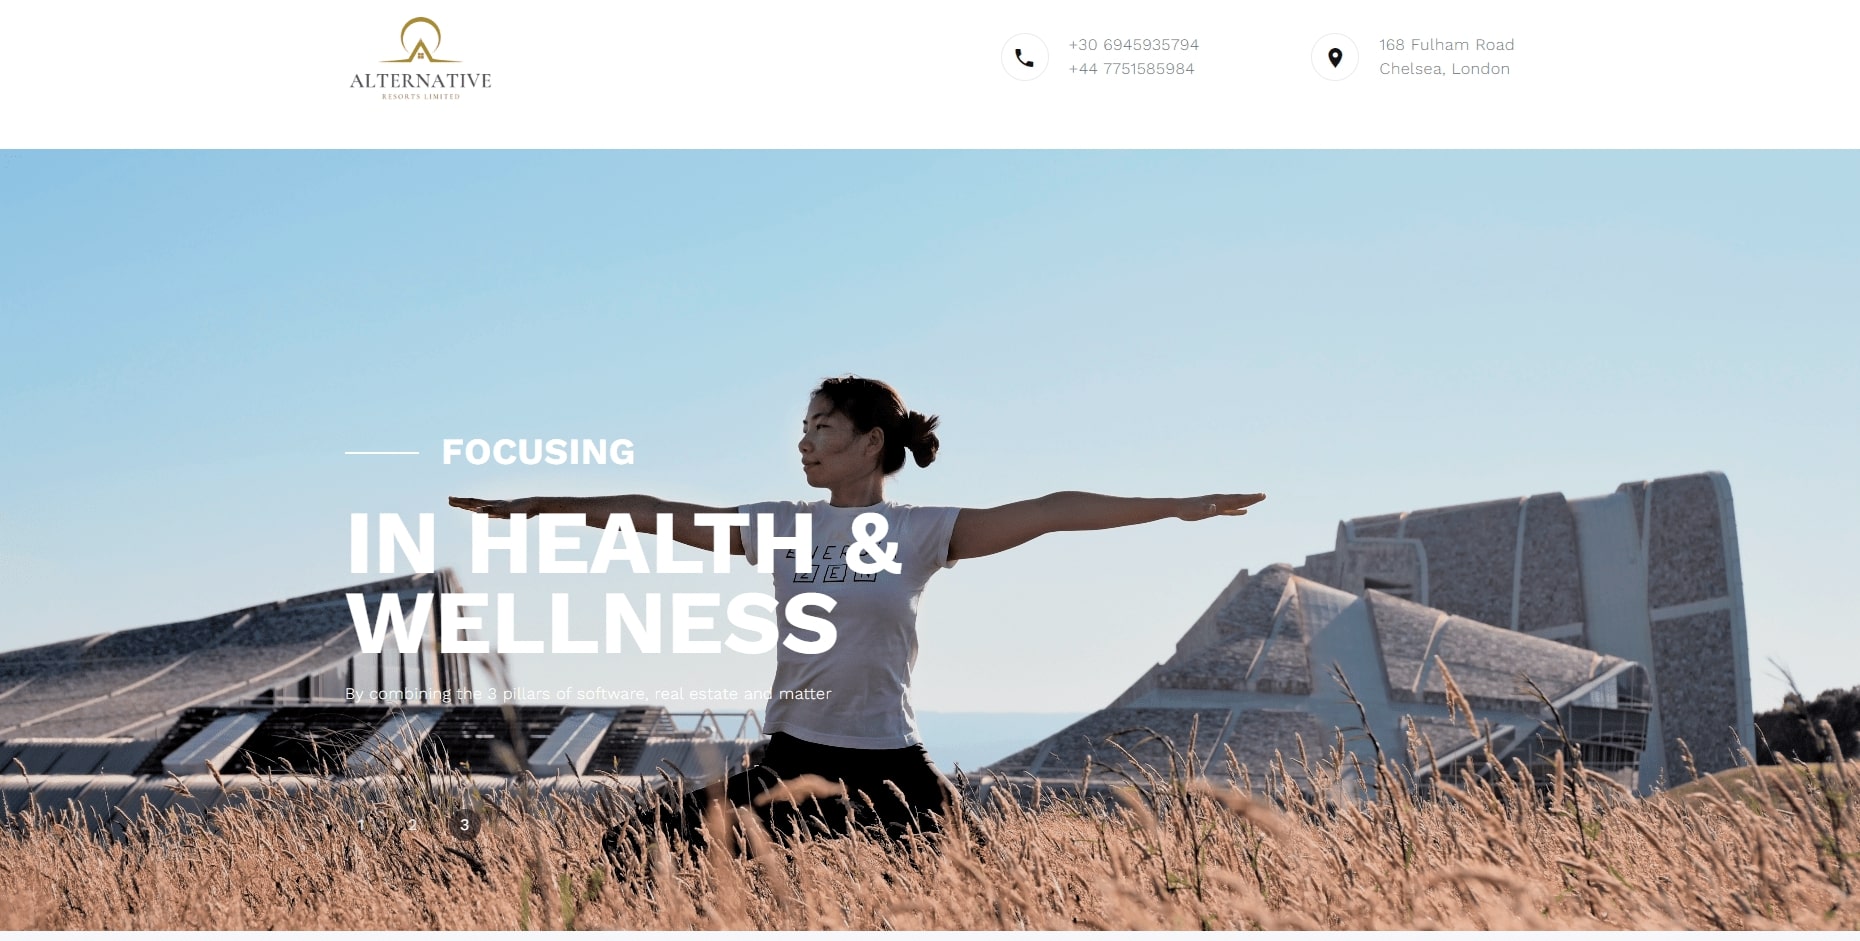 ALTERNATIVE
RESORTS LIMITED
+30 6945935794
+44 7751585984
168 Fulham Road
Chelsea, London
FOCUSING
IN HEALTH &
WELLNESS
ZEN
By combining the 3 pillars of software, real estate and matter
1 2 3